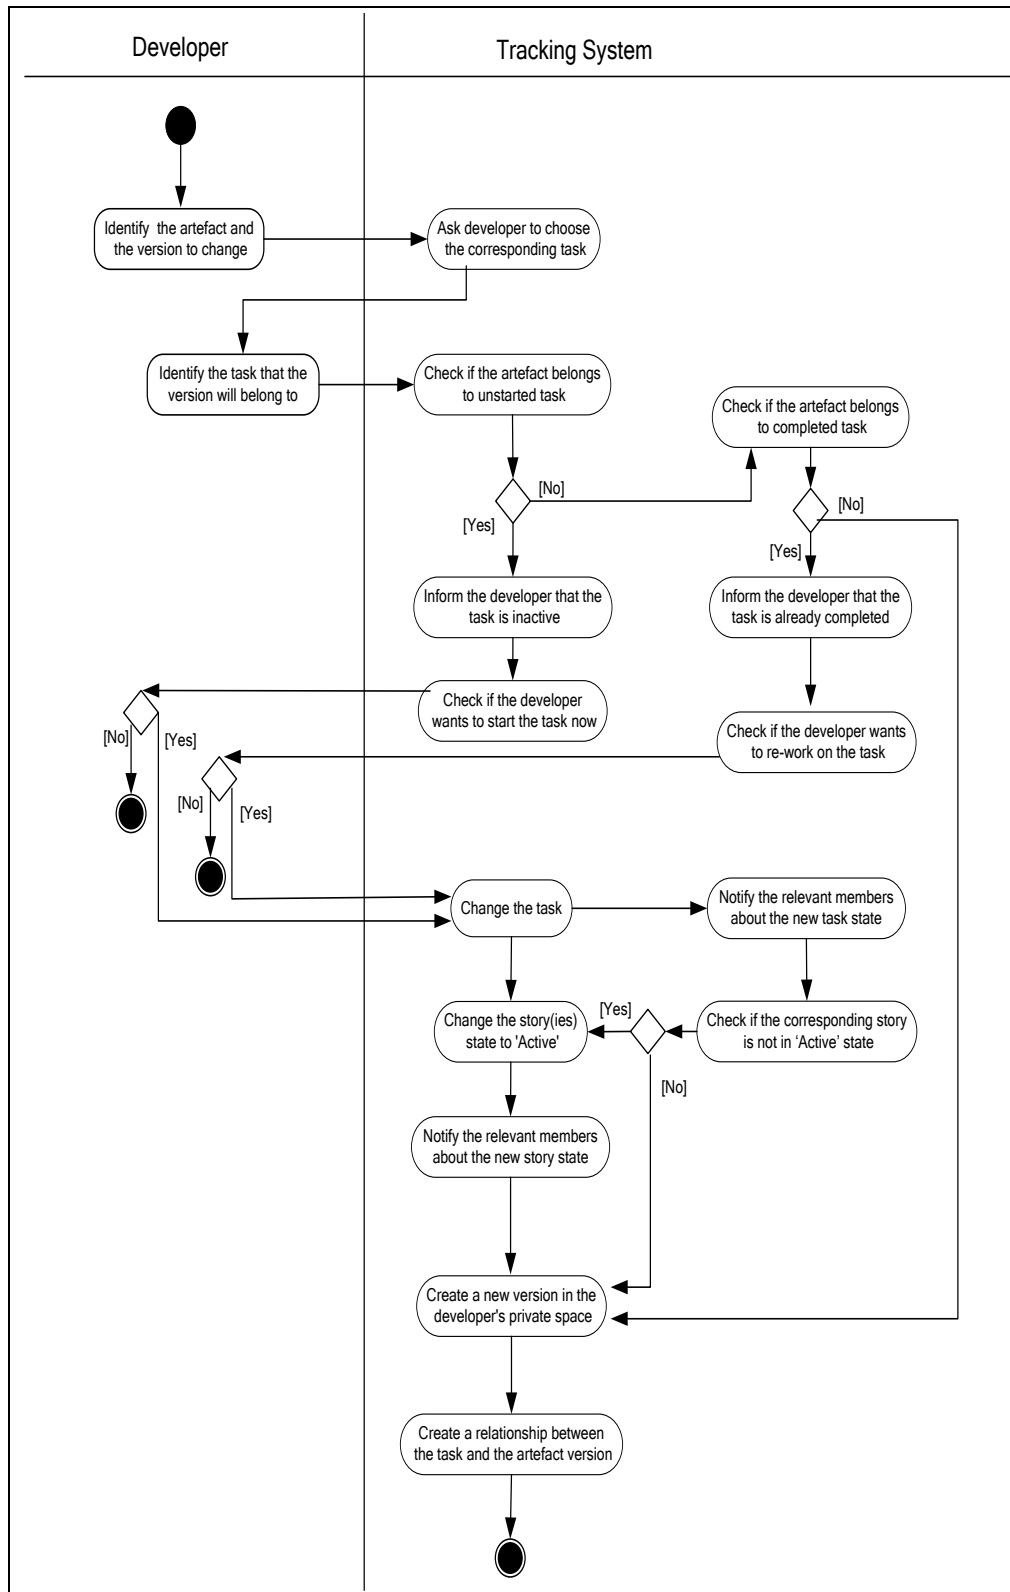 Developer
Tracking System
Identify the artefact and
the version to change
Ask developer to choose
the corresponding task
Identify the task that the
version will belong to
Check if the artefact belongs
to unstarted task
Check if the artefact belongs
to completed task
[No]
[No]
[Yes]
[Yes]
Inform the developer that the
task is inactive
Inform the developer that the
task is already completed
Check if the developer
wants to start the task now
Check if the developer wants
to re-work on the task
[No]
[Yes]
[No]
[Yes]
Change the task
Notify the relevant members
about the new task state
Change the story(ies)
state to 'Active'
[Yes]
Check if the corresponding story
is not in ‘Active’ state
[No]
Notify the relevant members
about the new story state
Create a new version in the
developer's private space
Create a relationship between
the task and the artefact version